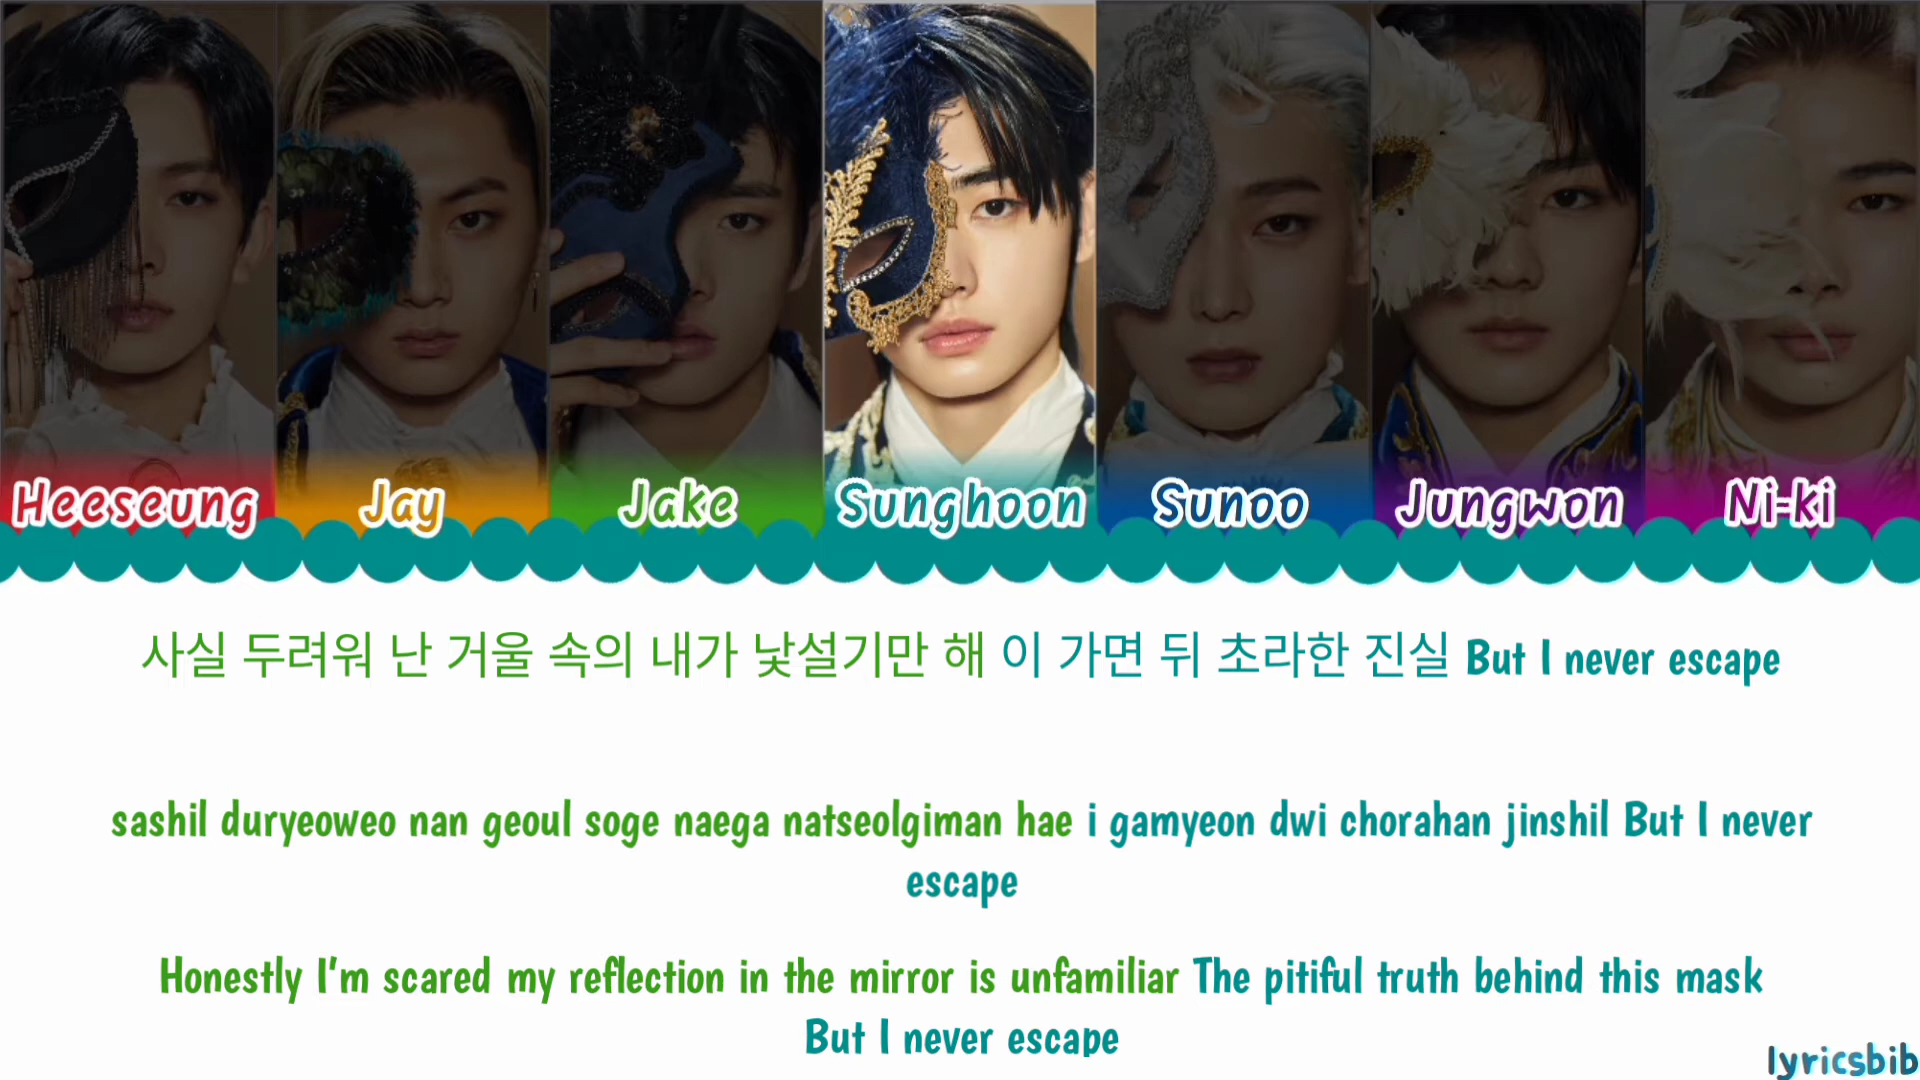 Heeseung Jay Jake Sunghoon Sunoo Jungwon Ni-ki
사실 두려워 난 거울 속의 내가 낯설기만 해 이 가면 뒤 초라한 진실 But I never escape
sashil duryeoweo nan geoul soge naega natseolgiman hae i gamyeon dwi chorahan jinshil But I never
escape
Honestly I'm scared my reflection in the mirror is unfamiliar The pitiful truth behind this mask
But I never escape
lyricsbib